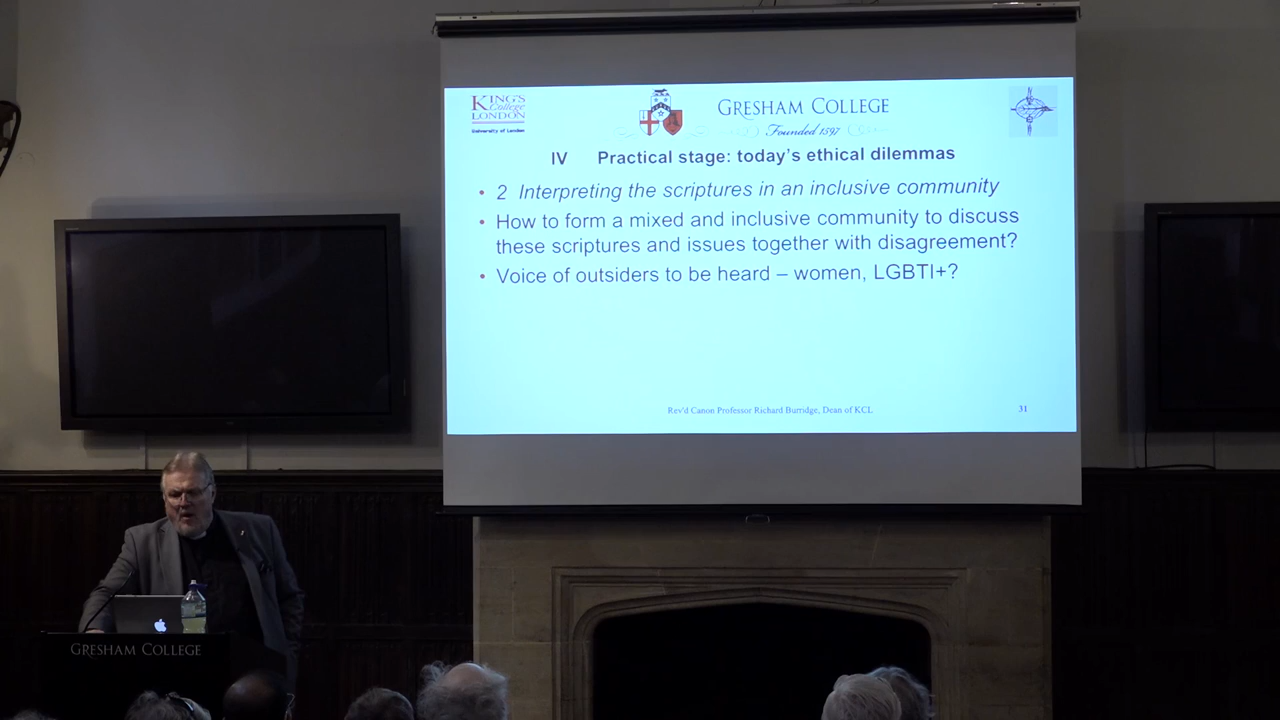 KING'S
College
LONDON
University of London
GRESHAM COLLEGE
Founded 1597
IV Practical stage: today's ethical dilemmas
• 2 Interpreting the scriptures in an inclusive community
• How to form a mixed and inclusive community to discuss
these scriptures and issues together with disagreement?
• Voice of outsiders to be heard – women, LGBTI+?
Rev'd Canon Professor Richard Burridge, Dean of KCL
31
GRESHAM COLLEGE